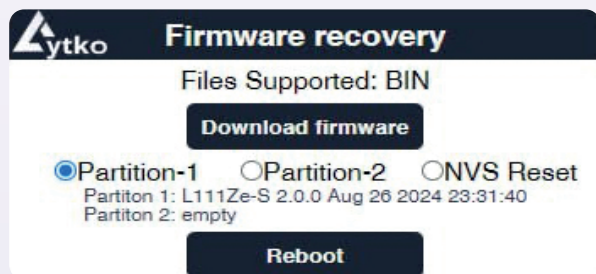 Lytko Firmware recovery
Files Supported: BIN
Download firmware
Partition-1 Partition-2 NVS Reset
Partiton 1: L111Ze-S 2.0.0 Aug 26 2024 23:31:40
Partiton 2: empty
Reboot